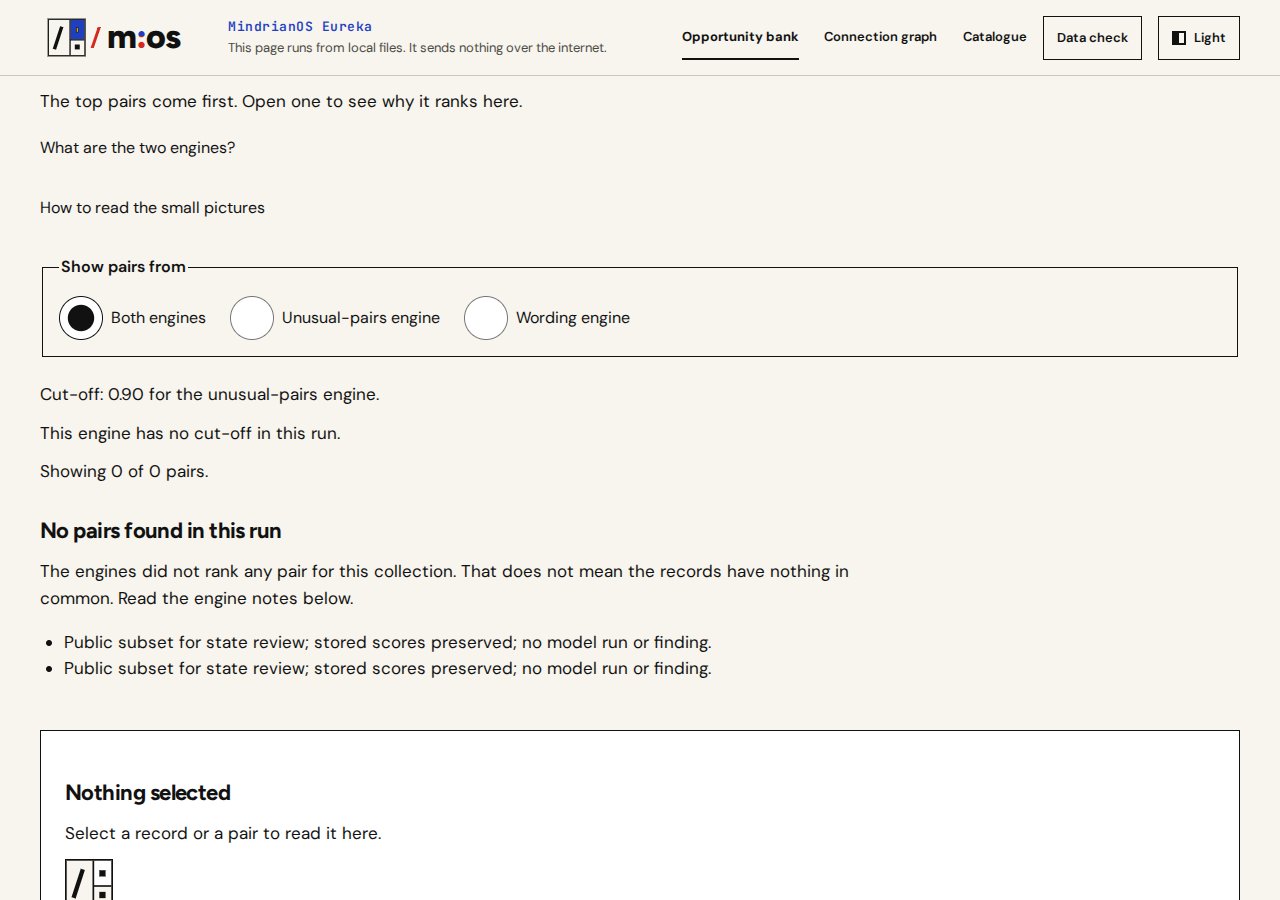 / m:os
MindrianOS Eureka
This page runs from local files. It sends nothing over the internet.
Opportunity bank
Connection graph
Catalogue
Data check
Light
The top pairs come first. Open one to see why it ranks here.
What are the two engines?
How to read the small pictures
Show pairs from
Both engines
Unusual-pairs engine
Wording engine
Cut-off: 0.90 for the unusual-pairs engine.
This engine has no cut-off in this run.
Showing 0 of 0 pairs.
No pairs found in this run
The engines did not rank any pair for this collection. That does not mean the records have nothing in
common. Read the engine notes below.
Public subset for state review; stored scores preserved; no model run or finding.
Public subset for state review; stored scores preserved; no model run or finding.
Nothing selected
Select a record or a pair to read it here.